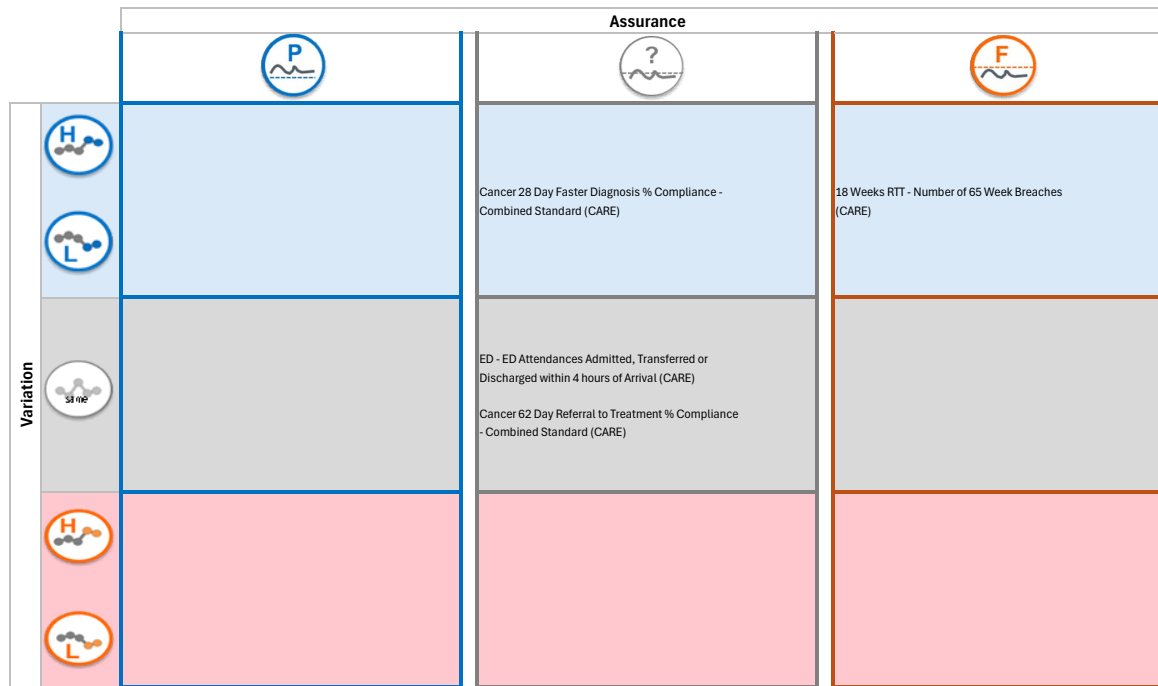 Assurance
P
?
F
H
Cancer 28 Day Faster Diagnosis % Compliance -
Combined Standard (CARE)
18 Weeks RTT - Number of 65 Week Breaches
(CARE)
L
Variation
same
ED - ED Attendances Admitted, Transferred or
Discharged within 4 hours of Arrival (CARE)
Cancer 62 Day Referral to Treatment % Compliance
- Combined Standard (CARE)
H
L